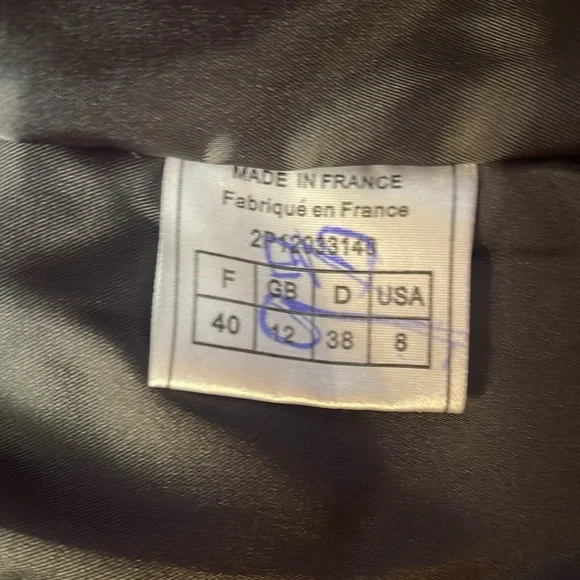 MADE IN FRANCE
Fabriqué en France
F GB D USA
40 12 38 8